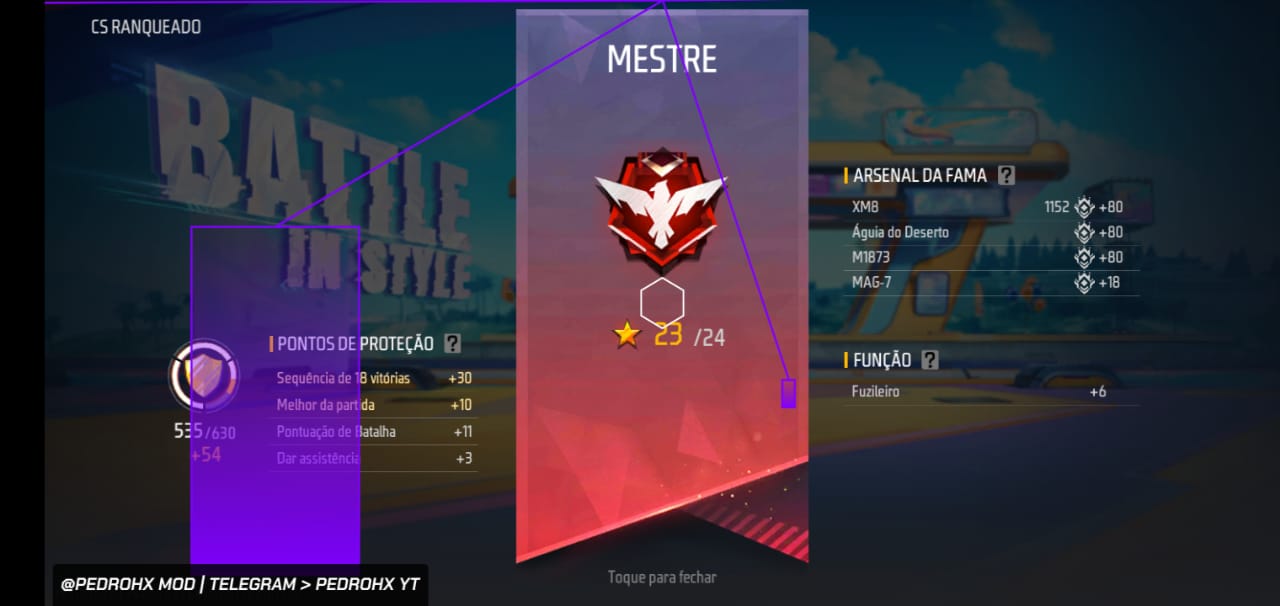 CS RANQUEADO
BATTLE
IN STYLE
MESTRE
23 /24
PONTOS DE PROTEÇÃO ?
Sequência de 18 vitórias +30
Melhor da partida +10
Pontuação de Batalha +11
Dar assistência +3
535/630
+54
ARSENAL DA FAMA ?
XM8 1152 +80
Águia do Deserto +80
M1873 +80
MAG-7 +18
FUNÇÃO ?
Fuzileiro +6
Toque para fechar
@PEDROHX MOD | TELEGRAM > PEDROHX YT